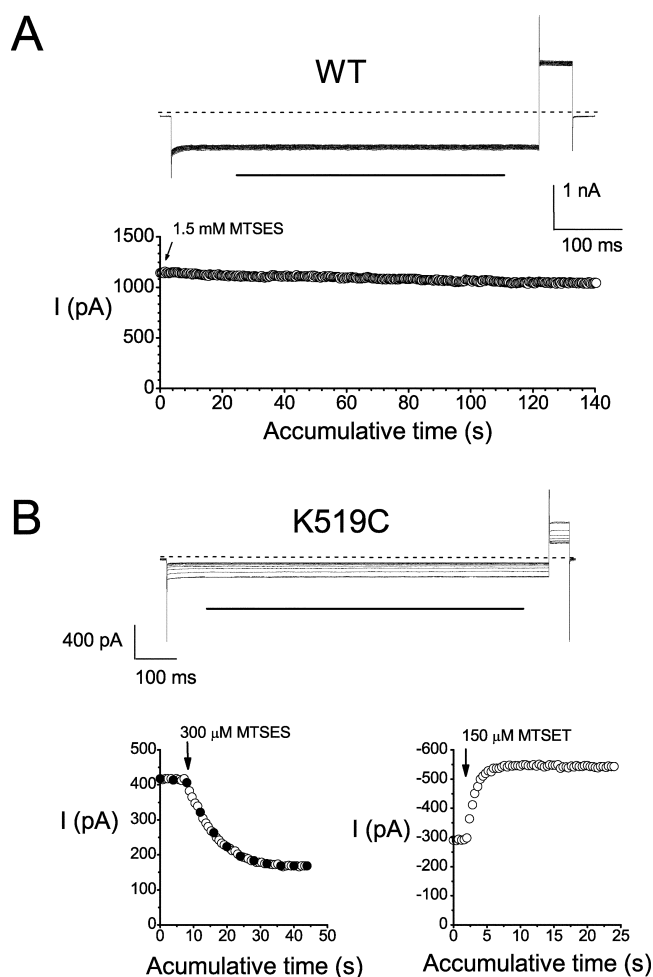 A
WT
1 nA
100 ms
1500
1.5 mM MTSES
1000
I (pA)
500
0
0 20 40 60 80 100 120 140
Accumulative time (s)
B
K519C
400 pA
100 ms
300 µM MTSES
500
400
I (pA)
300
200
100
0
0 10 20 30 40 50
Accumulative time (s)
150 µM MTSET
-600
-500
I (pA)
-400
-300
-200
-100
0
0 5 10 15 20 25
Accumulative time (s)